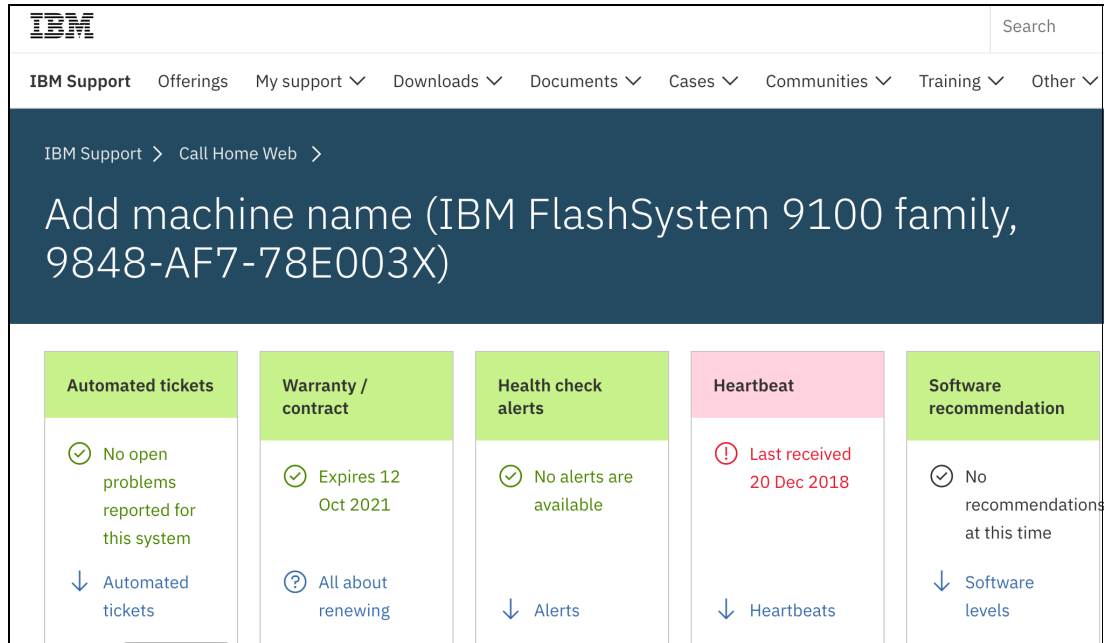 IBM
Search
IBM Support Offerings My support Downloads Documents Cases Communities Training Other
IBM Support Call Home Web
Add machine name (IBM FlashSystem 9100 family,
9848-AF7-78E003X)
Automated tickets
No open
problems
reported for
this system
Automated
tickets
Warranty /
contract
Expires 12
Oct 2021
All about
renewing
Health check
alerts
No alerts are
available
Alerts
Heartbeat
Last received
20 Dec 2018
Heartbeats
Software
recommendation
No
recommendations
at this time
Software
levels